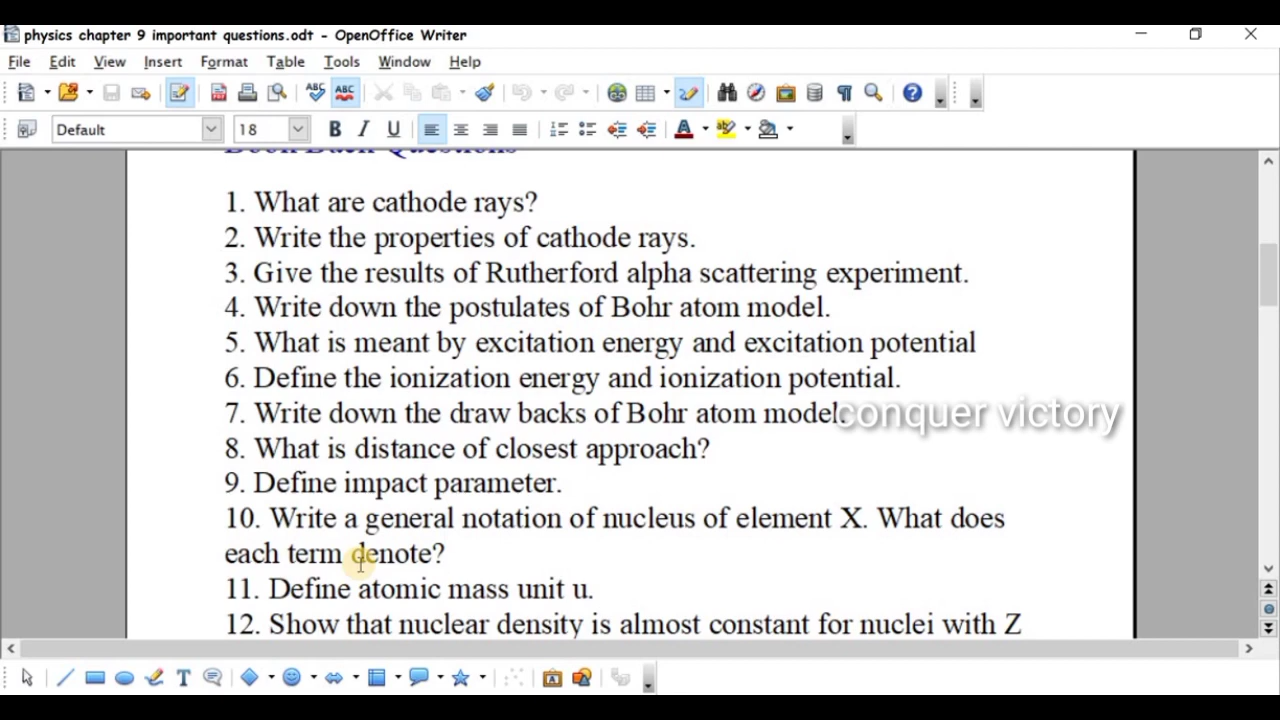 physics chapter 9 important questions.odt - OpenOffice Writer
File Edit View Insert Format Table Tools Window Help
Default 18
Book Back Questions
1. What are cathode rays?
2. Write the properties of cathode rays.
3. Give the results of Rutherford alpha scattering experiment.
4. Write down the postulates of Bohr atom model.
5. What is meant by excitation energy and excitation potential
6. Define the ionization energy and ionization potential.
7. Write down the draw backs of Bohr atom model.
conquer victory
8. What is distance of closest approach?
9. Define impact parameter.
10. Write a general notation of nucleus of element X. What does
each term denote?
11. Define atomic mass unit u.
12. Show that nuclear density is almost constant for nuclei with Z